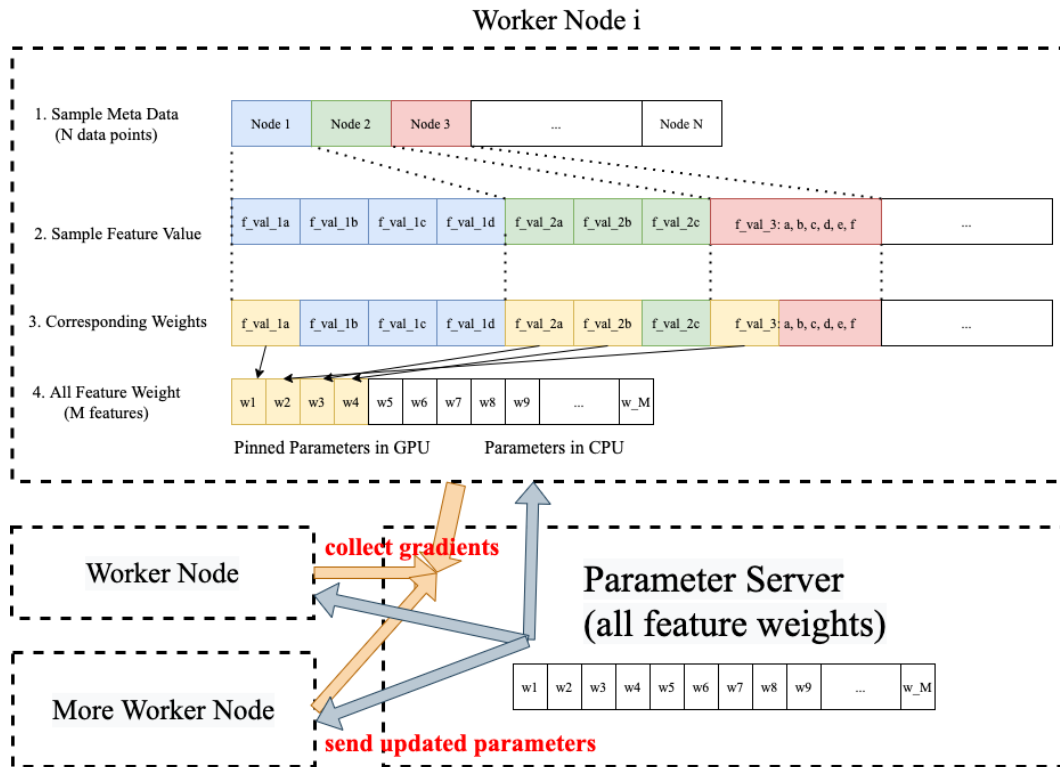 Worker Node i
1. Sample Meta Data
(N data points)
Node 1
Node 2
Node 3
...
Node N
2. Sample Feature Value
f_val_1a
f_val_1b
f_val_1c
f_val_1d
f_val_2a
f_val_2b
f_val_2c
f_val_3: a, b, c, d, e, f
...
3. Corresponding Weights
f_val_1a
f_val_1b
f_val_1c
f_val_1d
f_val_2a
f_val_2b
f_val_2c
f_val_3: a, b, c, d, e, f
...
4. All Feature Weight
(M features)
w1
w2
w3
w4
w5
w6
w7
w8
w9
...
w_M
Pinned Parameters in GPU
Parameters in CPU
collect gradients
Worker Node
Parameter Server
(all feature weights)
w1
w2
w3
w4
w5
w6
w7
w8
w9
...
w_M
More Worker Node
send updated parameters